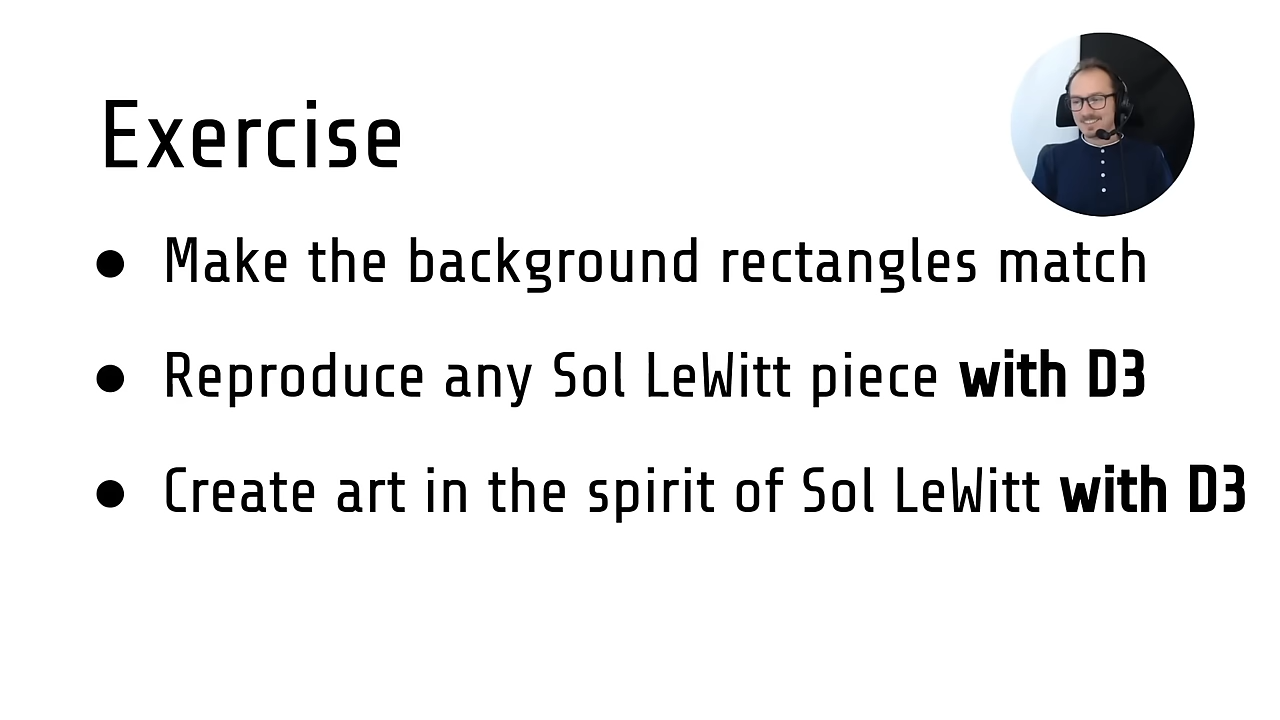 Exercise
● Make the background rectangles match
● Reproduce any Sol LeWitt piece with D3
● Create art in the spirit of Sol LeWitt with D3